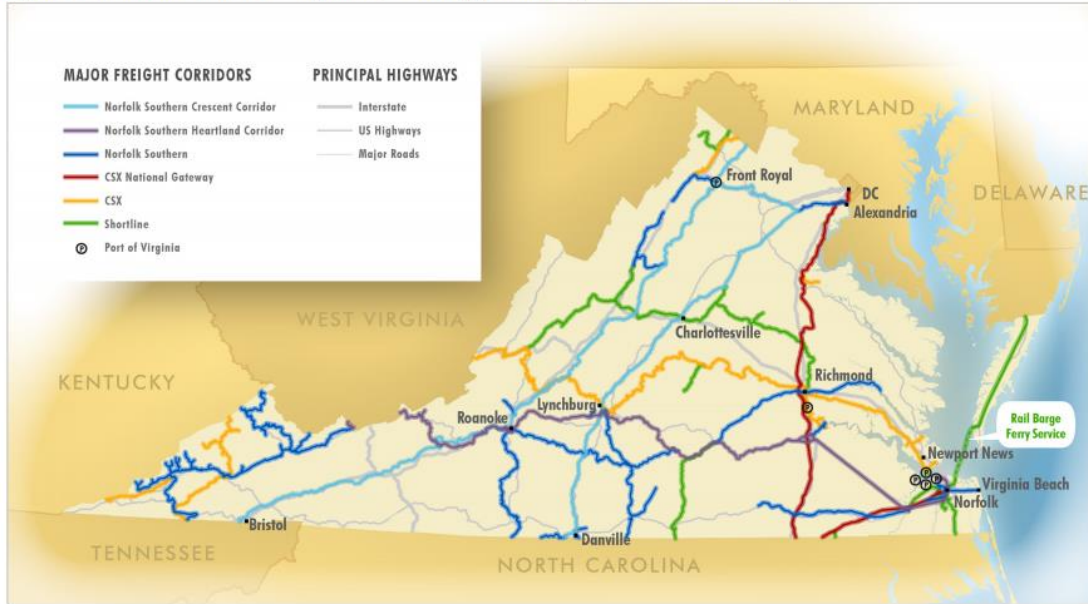 MAJOR FREIGHT CORRIDORS
Norfolk Southern Crescent Corridor
Norfolk Southern Heartland Corridor
Norfolk Southern
CSX National Gateway
CSX
Shortline
P Port of Virginia
PRINCIPAL HIGHWAYS
Interstate
US Highways
Major Roads
MARYLAND
P Front Royal
DC
DELAWARE
Alexandria
WEST VIRGINIA
Charlottesville
KENTUCKY
Richmond
Lynchburg
P
Roanoke
Rail Barge
Ferry Service
Newport News
P
P P P
Virginia Beach
Norfolk
Bristol
Danville
TENNESSEE
NORTH CAROLINA